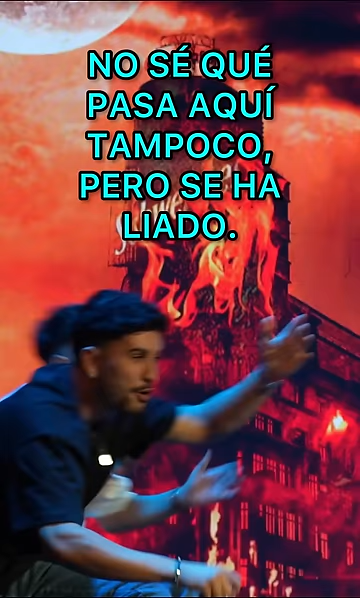 NO SÉ QUÉ
PASA AQUÍ
TAMPOCO,
PERO SE HA
LIADO.